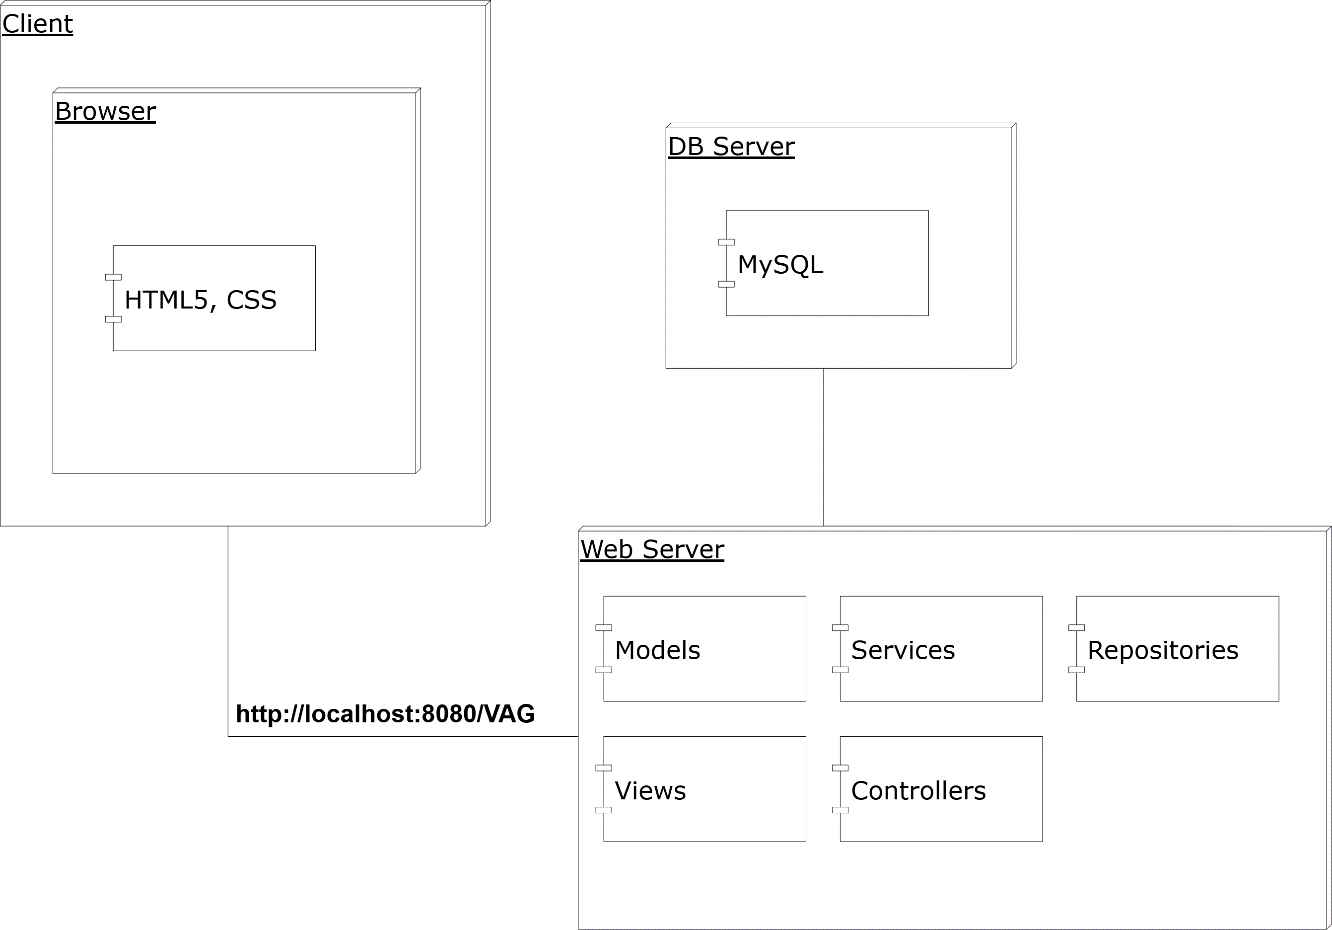 Client
Browser
HTML5, CSS
DB Server
MySQL
http://localhost:8080/VAG
Web Server
Models
Services
Repositories
Views
Controllers